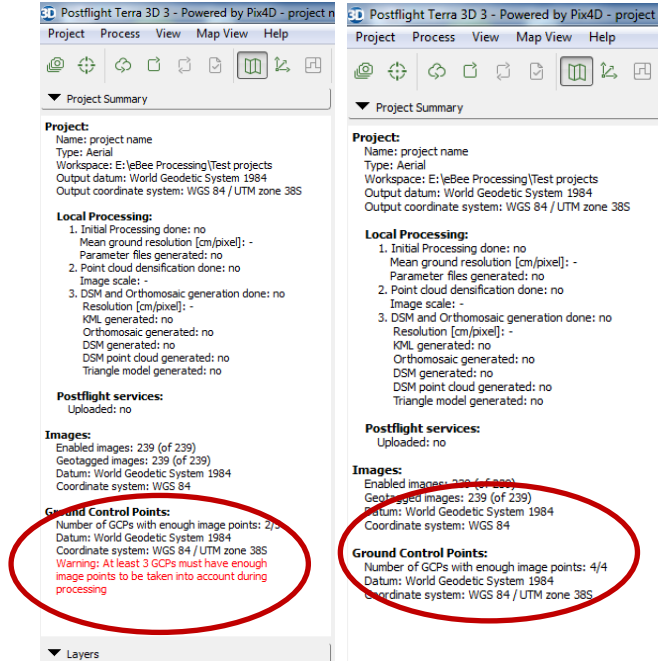 3D Postflight Terra 3D 3 - Powered by Pix4D - project n
Project Process View Map View Help
Project Summary
Project:
Name: project name
Type: Aerial
Workspace: E:\eBee Processing\Test projects
Output datum: World Geodetic System 1984
Output coordinate system: WGS 84 / UTM zone 38S
Local Processing:
1. Initial Processing done: no
Mean ground resolution [cm/pixel]: -
Parameter files generated: no
2. Point cloud densification done: no
Image scale: -
3. DSM and Orthomosaic generation done: no
Resolution [cm/pixel]: -
KML generated: no
Orthomosaic generated: no
DSM generated: no
DSM point cloud generated: no
Triangle model generated: no
Postflight services:
Uploaded: no
Images:
Enabled images: 239 (of 239)
Geotagged images: 239 (of 239)
Datum: World Geodetic System 1984
Coordinate system: WGS 84
Ground Control Points:
Number of GCPs with enough image points: 2/
Datum: World Geodetic System 1984
Coordinate system: WGS 84 / UTM zone 38S
Warning: At least 3 GCPs must have enough
image points to be taken into account during
processing
Layers
3D Postflight Terra 3D 3 - Powered by Pix4D - project
Project Process View Map View Help
Project Summary
Project:
Name: project name
Type: Aerial
Workspace: E:\eBee Processing\Test projects
Output datum: World Geodetic System 1984
Output coordinate system: WGS 84 / UTM zone 38S
Local Processing:
1. Initial Processing done: no
Mean ground resolution [cm/pixel]: -
Parameter files generated: no
2. Point cloud densification done: no
Image scale: -
3. DSM and Orthomosaic generation done: no
Resolution [cm/pixel]: -
KML generated: no
Orthomosaic generated: no
DSM generated: no
DSM point cloud generated: no
Triangle model generated: no
Postflight services:
Uploaded: no
Images:
Enabled images: 239 (of 239)
Geotagged images: 239 (of 239)
Datum: World Geodetic System 1984
Coordinate system: WGS 84
Ground Control Points:
Number of GCPs with enough image points: 4/4
Datum: World Geodetic System 1984
Coordinate system: WGS 84 / UTM zone 38S